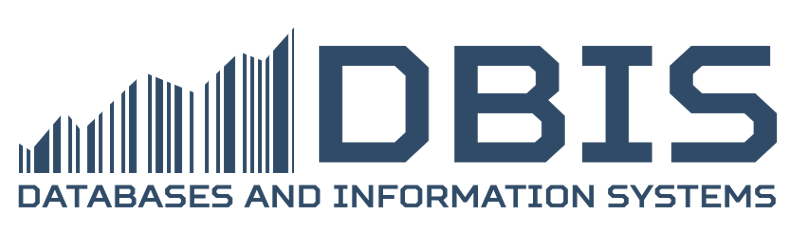 DBIS
DATABASES AND INFORMATION SYSTEMS